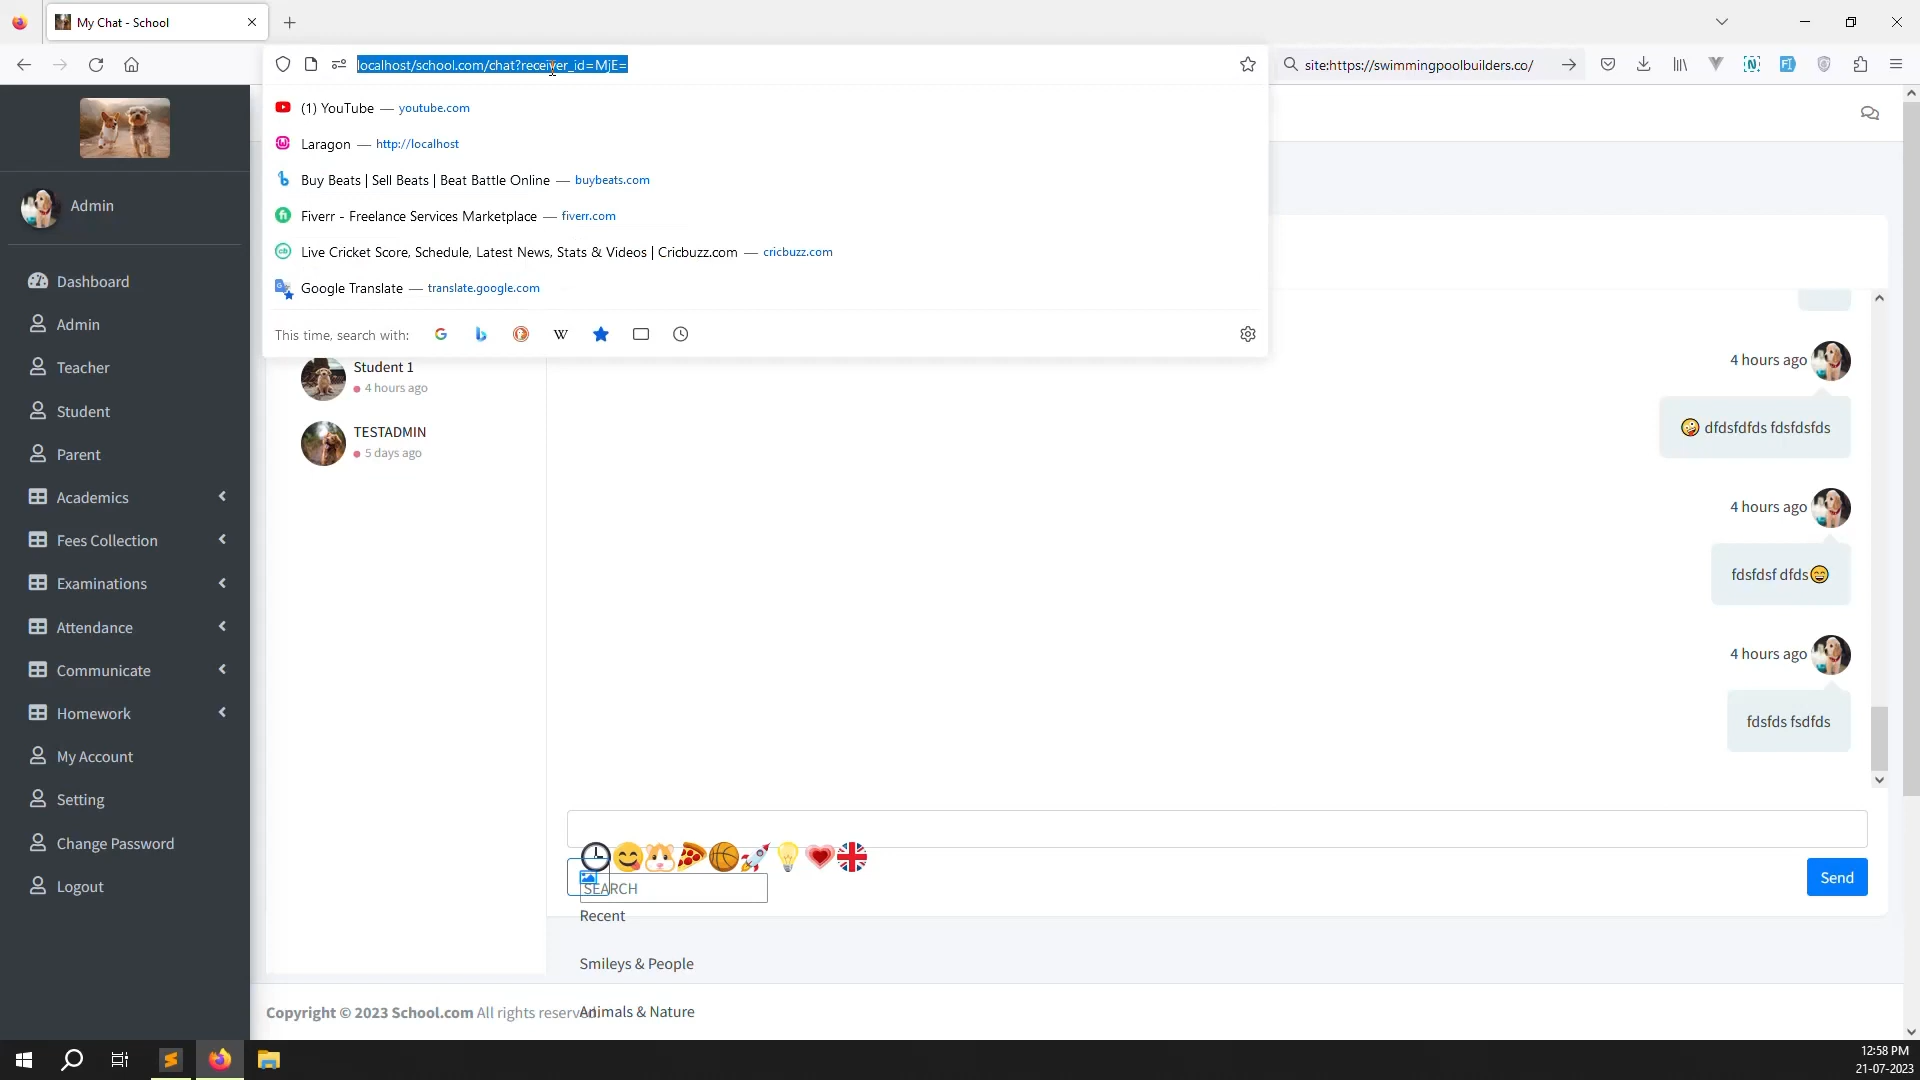 My Chat - School
localhost/school.com/chat?receiver_id=MjE=
site:https://swimmingpoolbuilders.co/
(1) YouTube — youtube.com
Laragon — http://localhost
Buy Beats | Sell Beats | Beat Battle Online — buybeats.com
Fiverr - Freelance Services Marketplace — fiverr.com
Live Cricket Score, Schedule, Latest News, Stats & Videos | Cricbuzz.com — cricbuzz.com
Google Translate — translate.google.com
This time, search with:
Admin
Dashboard
Admin
Teacher
Student
Parent
Academics
Fees Collection
Examinations
Attendance
Communicate
Homework
My Account
Setting
Change Password
Logout
Student 1
4 hours ago
TESTADMIN
5 days ago
4 hours ago
dfdsfdfds fdsfdsfds
4 hours ago
fdsfdsf dfds
4 hours ago
fdsfds fsdfds
SEARCH
Send
Recent
Smileys & People
Animals & Nature
Copyright © 2023 School.com All rights reserved.
12:58 PM
21-07-2023